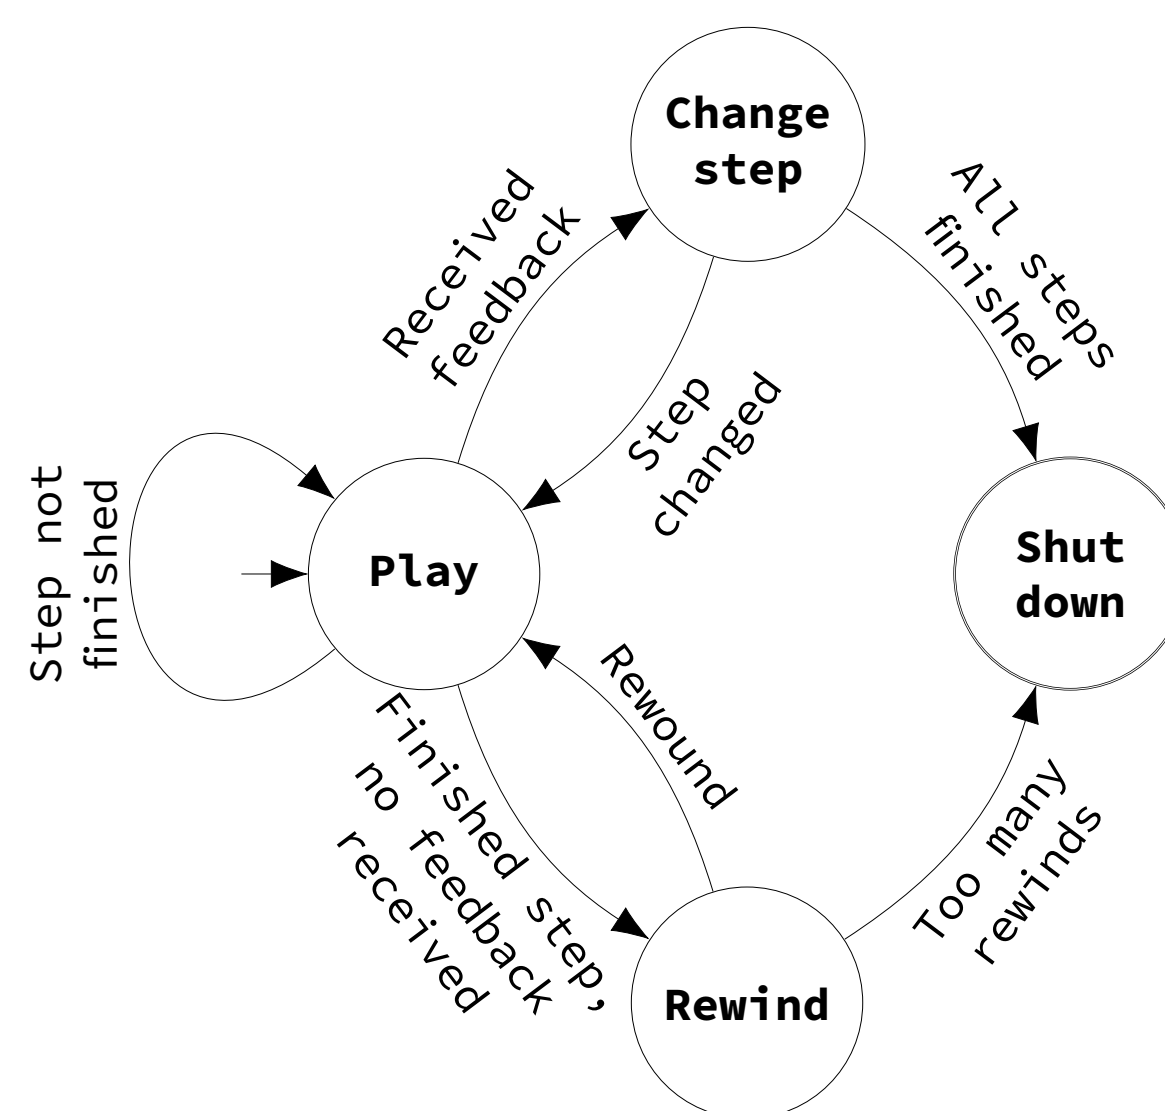 Change
step
All steps
finished
Received
feedback
Step
changed
Step not
finished
Play
Shut
down
Rewound
Finished step,
no feedback
received
Too many
rewinds
Rewind